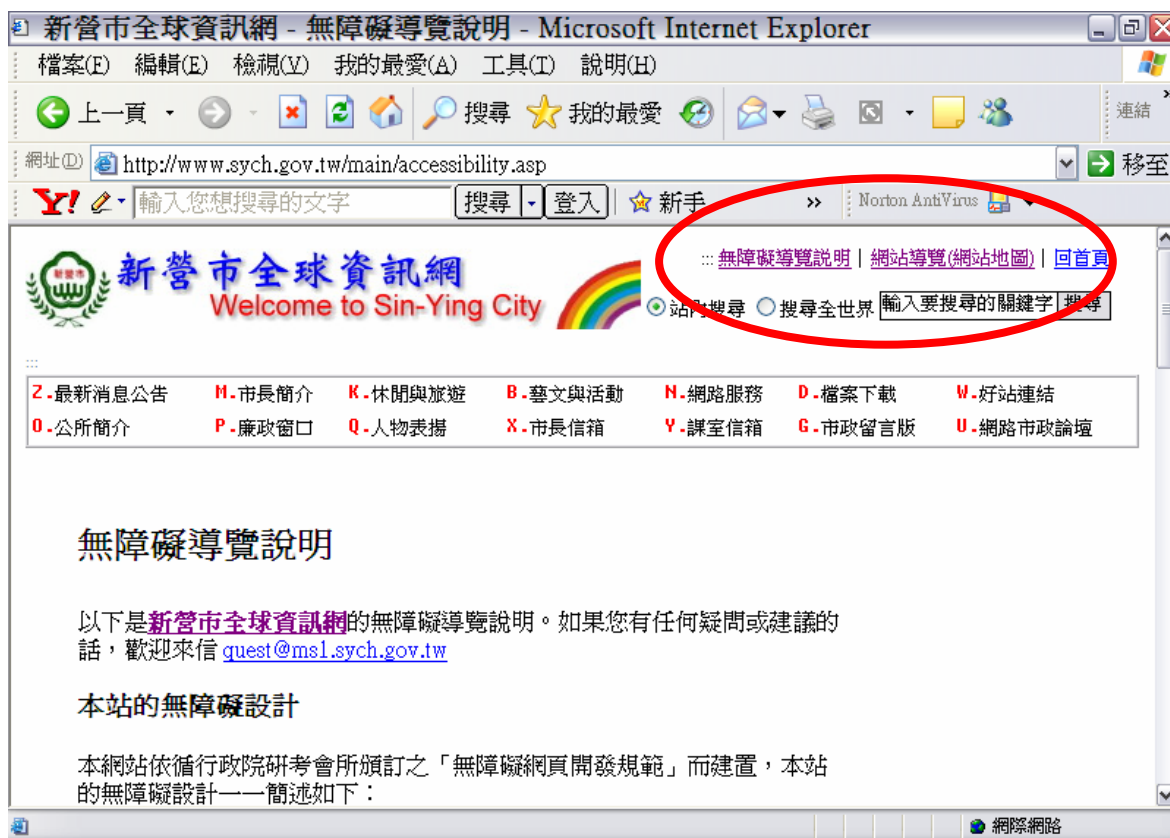 新營市全球資訊網 - 無障礙導覽說明 - Microsoft Internet Explorer
檔案(F) 編輯(E) 檢視(V) 我的最愛(A) 工具(T) 說明(H)
上一頁 搜尋 我的最愛 » 連結
網址(D) http://www.sych.gov.tw/main/accessibility.asp 移至
Y! 輸入您想搜尋的文字 搜尋 登入 新手 » Norton AntiVirus
新營市全球資訊網 ::: 無障礙導覽說明 | 網站導覽(網站地圖) | 回首頁
Welcome to Sin-Ying City 站內搜尋 搜尋全世界 輸入要搜尋的關鍵字 搜尋
:::
Z.最新消息公告 M.市長簡介 K.休閒與旅遊 B.藝文與活動 N.網路服務 D.檔案下載 W.好站連結
O.公所簡介 P.廉政窗口 Q.人物表揚 X.市長信箱 Y.課室信箱 G.市政留言版 U.網路市政論壇
無障礙導覽說明
以下是新營市全球資訊網的無障礙導覽說明。如果您有任何疑問或建議的
話，歡迎來信 quest@ms1.sych.gov.tw
本站的無障礙設計
本網站依循行政院研考會所頒訂之「無障礙網頁開發規範」而建置，本站
的無障礙設計一一簡述如下：
網際網路